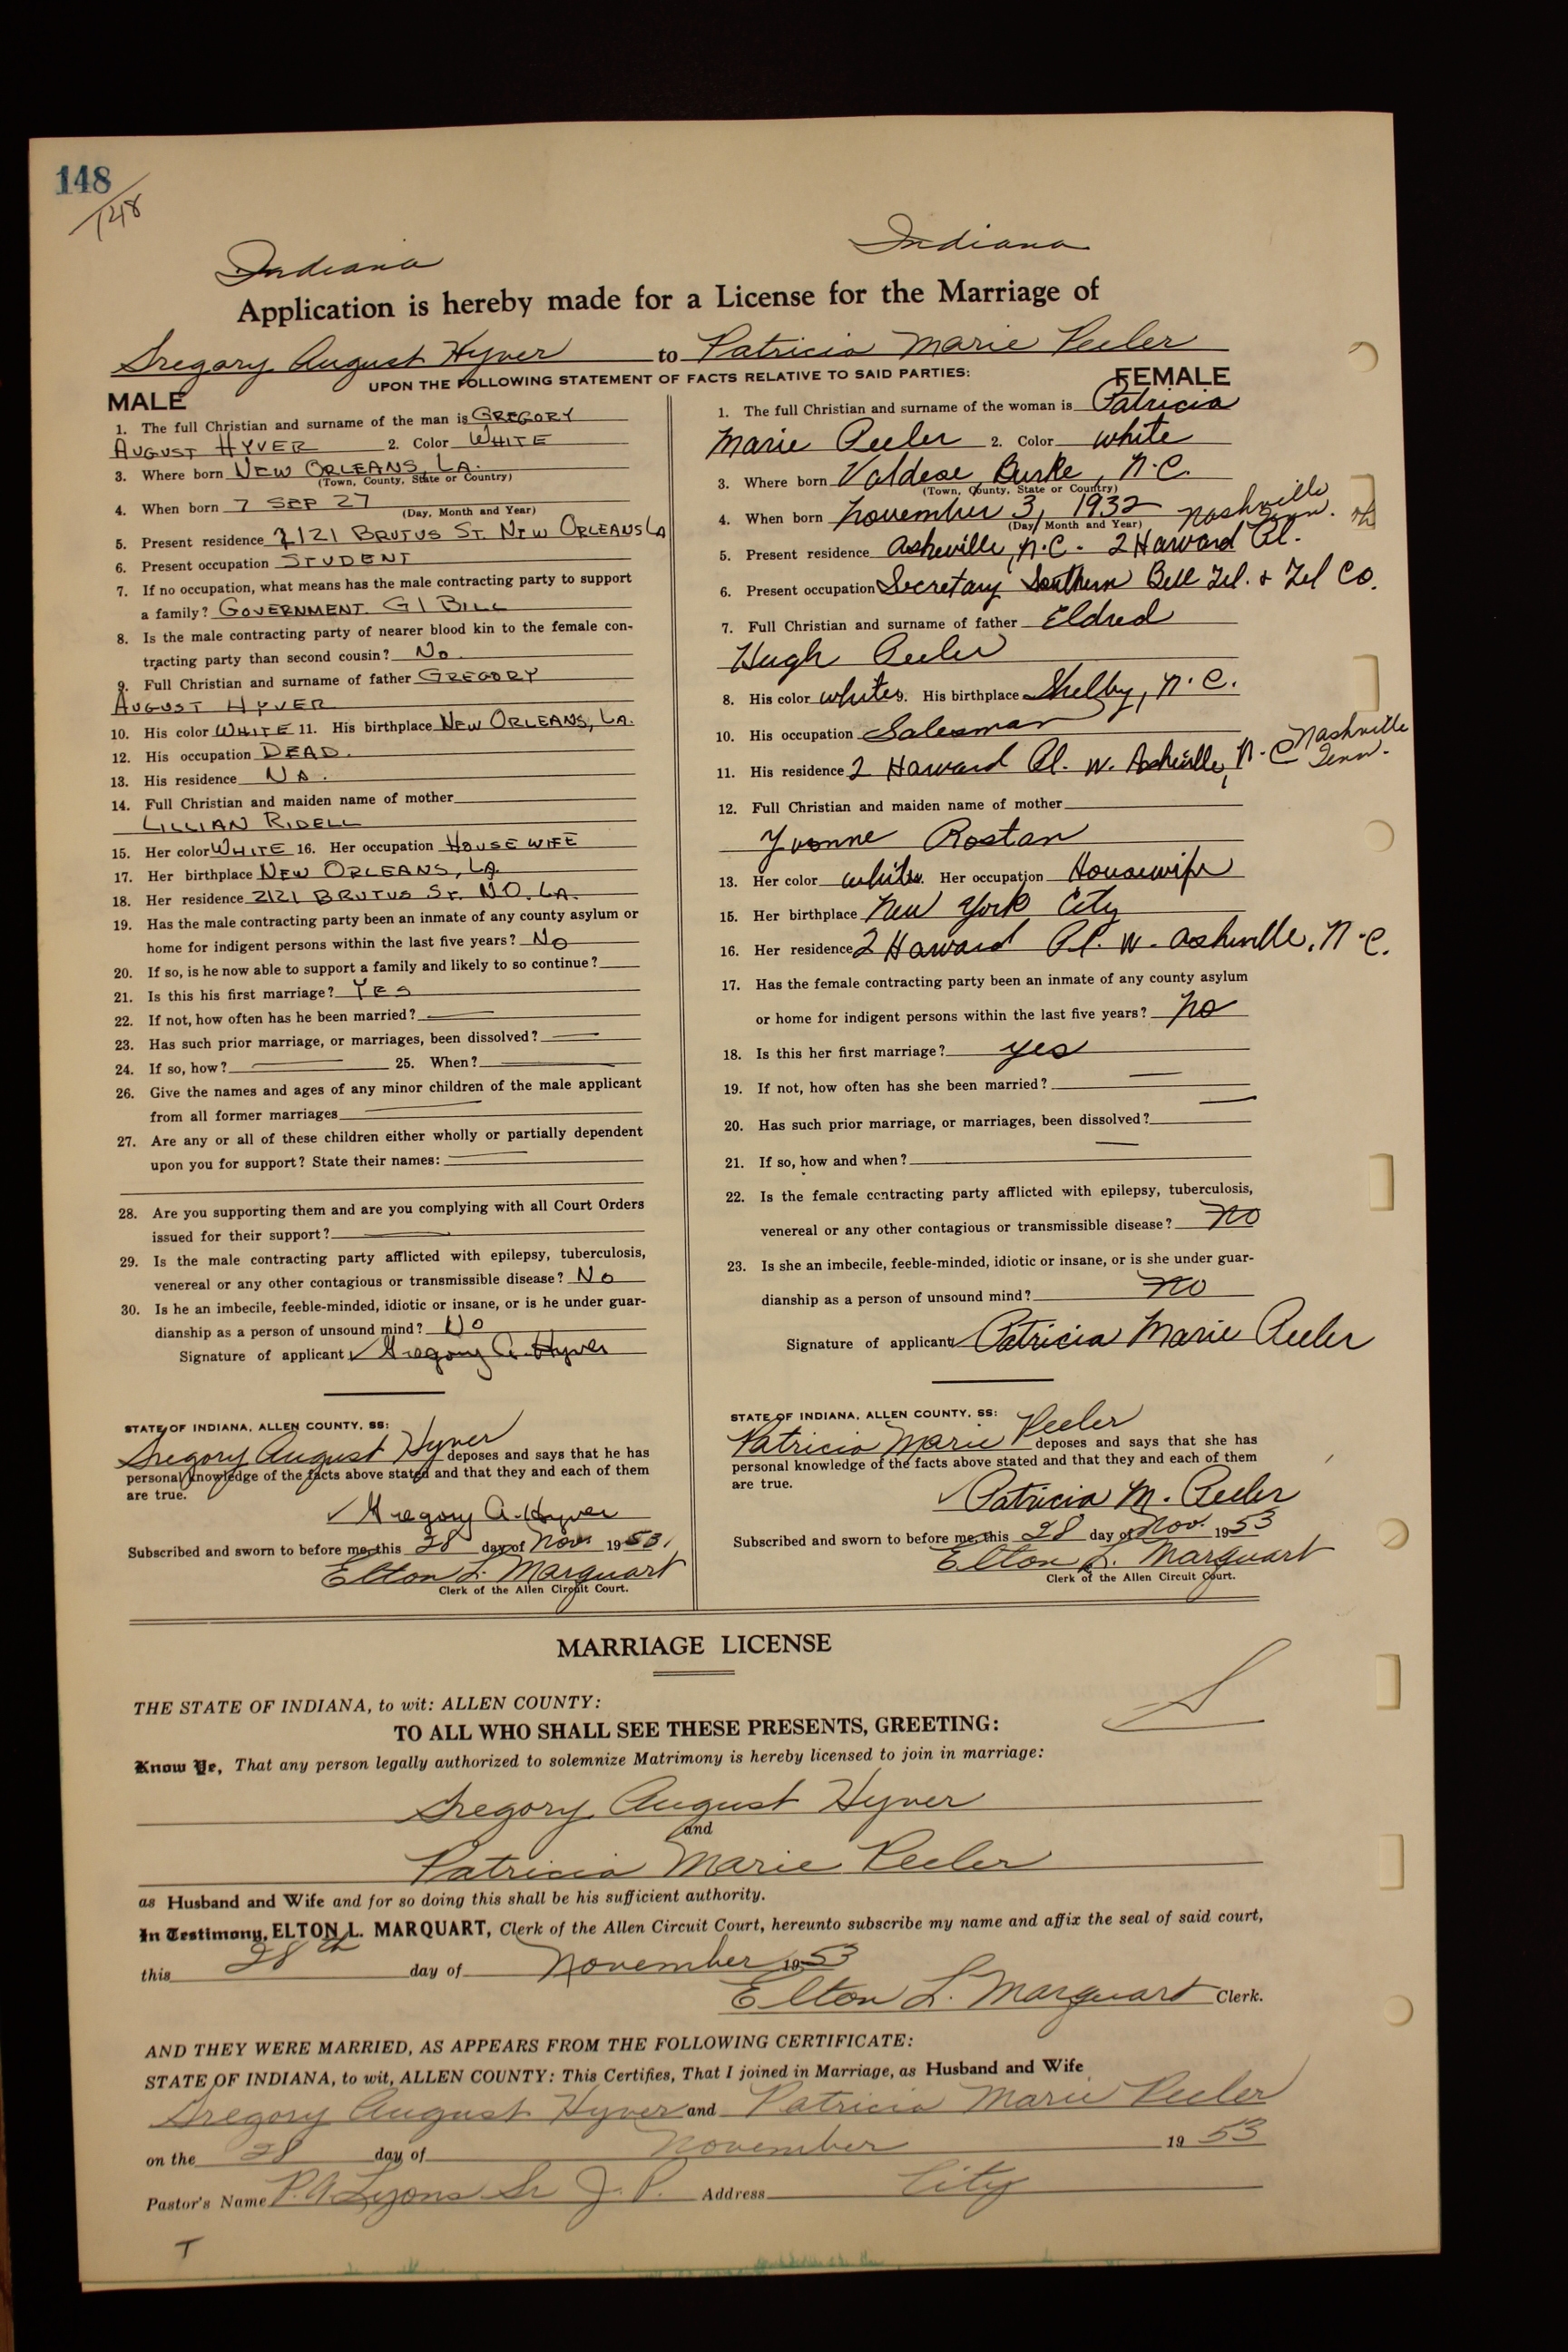 148
148
Indiana Indiana
Application is hereby made for a License for the Marriage of
Gregory August Hyver to Patricia Marie Peeler
UPON THE FOLLOWING STATEMENT OF FACTS RELATIVE TO SAID PARTIES:
MALE
1. The full Christian and surname of the man is GREGORY
AUGUST HYVER 2. Color WHITE
3. Where born NEW ORLEANS, LA.
(Town, County, State or Country)
4. When born 7 SEP 27
(Day, Month and Year)
5. Present residence 2121 BRUTUS ST. NEW ORLEANS LA
6. Present occupation STUDENT
7. If no occupation, what means has the male contracting party to support
a family? GOVERNMENT GI BILL
8. Is the male contracting party of nearer blood kin to the female con-
tracting party than second cousin? No.
9. Full Christian and surname of father GREGORY
AUGUST HYVER
10. His color WHITE 11. His birthplace NEW ORLEANS, LA.
12. His occupation DEAD.
13. His residence NA.
14. Full Christian and maiden name of mother
LILLIAN RIDELL
15. Her color WHITE 16. Her occupation HOUSE WIFE
17. Her birthplace NEW ORLEANS, LA.
18. Her residence 2121 BRUTUS ST. N.O. LA.
19. Has the male contracting party been an inmate of any county asylum or
home for indigent persons within the last five years? No
20. If so, is he now able to support a family and likely to so continue?
21. Is this his first marriage? YES
22. If not, how often has he been married? —
23. Has such prior marriage, or marriages, been dissolved? —
24. If so, how? — 25. When? —
26. Give the names and ages of any minor children of the male applicant
from all former marriages —
27. Are any or all of these children either wholly or partially dependent
upon you for support? State their names: —
28. Are you supporting them and are you complying with all Court Orders
issued for their support? —
29. Is the male contracting party afflicted with epilepsy, tuberculosis,
venereal or any other contagious or transmissible disease? No
30. Is he an imbecile, feeble-minded, idiotic or insane, or is he under guar-
dianship as a person of unsound mind? No
Signature of applicant ✓ Gregory A. Hyver
STATE OF INDIANA, ALLEN COUNTY, SS:
Gregory August Hyver deposes and says that he has
personal knowledge of the facts above stated and that they and each of them
are true.
✓ Gregory A. Hyver
Subscribed and sworn to before me, this 28 day of Nov. 1953,
Elton L. Marquart
Clerk of the Allen Circuit Court.
FEMALE
1. The full Christian and surname of the woman is Patricia
Marie Peeler 2. Color white
3. Where born Valdese, Burke, N.C.
(Town, County, State or Country)
4. When born November 3, 1932
(Day, Month and Year)
Nashville
Tenn.
5. Present residence Asheville, N.C. - 2 Harvard Pl.
6. Present occupation Secretary Southern Bell Tel. & Tel Co.
7. Full Christian and surname of father Eldred
Hugh Peeler
8. His color white 9. His birthplace Shelby, N.C.
10. His occupation Salesman
11. His residence 2 Harvard Pl. W. Asheville, N.C. Nashville
Tenn.
12. Full Christian and maiden name of mother
Yvonne Rostan
13. Her color white Her occupation Housewife
15. Her birthplace New York City
16. Her residence 2 Harvard Pl. W. Asheville, N.C.
17. Has the female contracting party been an inmate of any county asylum
or home for indigent persons within the last five years? no
18. Is this her first marriage? yes
19. If not, how often has she been married? —
20. Has such prior marriage, or marriages, been dissolved? —
21. If so, how and when? —
22. Is the female contracting party afflicted with epilepsy, tuberculosis,
venereal or any other contagious or transmissible disease? no
23. Is she an imbecile, feeble-minded, idiotic or insane, or is she under guar-
dianship as a person of unsound mind? no
Signature of applicant ✓ Patricia Marie Peeler
STATE OF INDIANA, ALLEN COUNTY, SS:
Patricia Marie Peeler deposes and says that she has
personal knowledge of the facts above stated and that they and each of them
are true.
✓ Patricia M. Peeler
Subscribed and sworn to before me, this 28 day of Nov. 1953
Elton L. Marquart
Clerk of the Allen Circuit Court.
MARRIAGE LICENSE
THE STATE OF INDIANA, to wit: ALLEN COUNTY:
TO ALL WHO SHALL SEE THESE PRESENTS, GREETING:
Know Ye, That any person legally authorized to solemnize Matrimony is hereby licensed to join in marriage:
Gregory August Hyver
and
Patricia Marie Peeler
as Husband and Wife and for so doing this shall be his sufficient authority.
In Testimony, ELTON L. MARQUART, Clerk of the Allen Circuit Court, hereunto subscribe my name and affix the seal of said court,
this 28th day of November 1953
Elton L. Marquart Clerk.
AND THEY WERE MARRIED, AS APPEARS FROM THE FOLLOWING CERTIFICATE:
STATE OF INDIANA, to wit, ALLEN COUNTY: This Certifies, That I joined in Marriage, as Husband and Wife
Gregory August Hyver and Patricia Marie Peeler
on the 28 day of November 1953
Pastor's Name P.A. Lyons Sr J.P. Address City
T